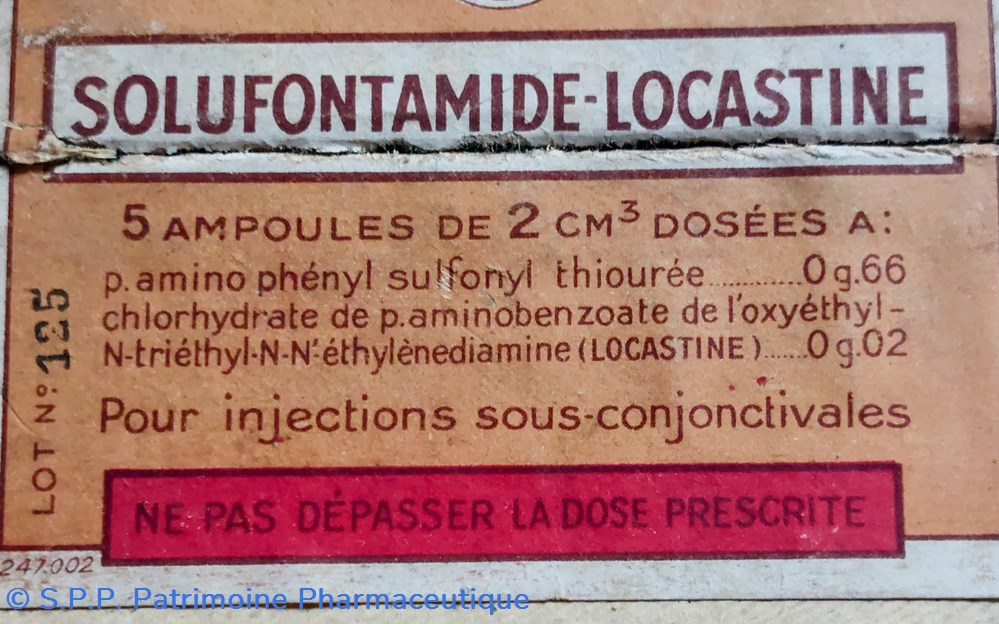 SOLUFONTAMIDE-LOCASTINE
5 AMPOULES DE 2 CM³ DOSÉES A:
p.amino phényl sulfonyl thiourée............0 g.66
chlorhydrate de p.aminobenzoate de l'oxyéthyl-
N-triéthyl-N-N'-éthylènediamine (LOCASTINE)......0 g.02
Pour injections sous-conjonctivales
NE PAS DÉPASSER LA DOSE PRESCRITE
LOT N° 125
247.002
© S.P.P. Patrimoine Pharmaceutique